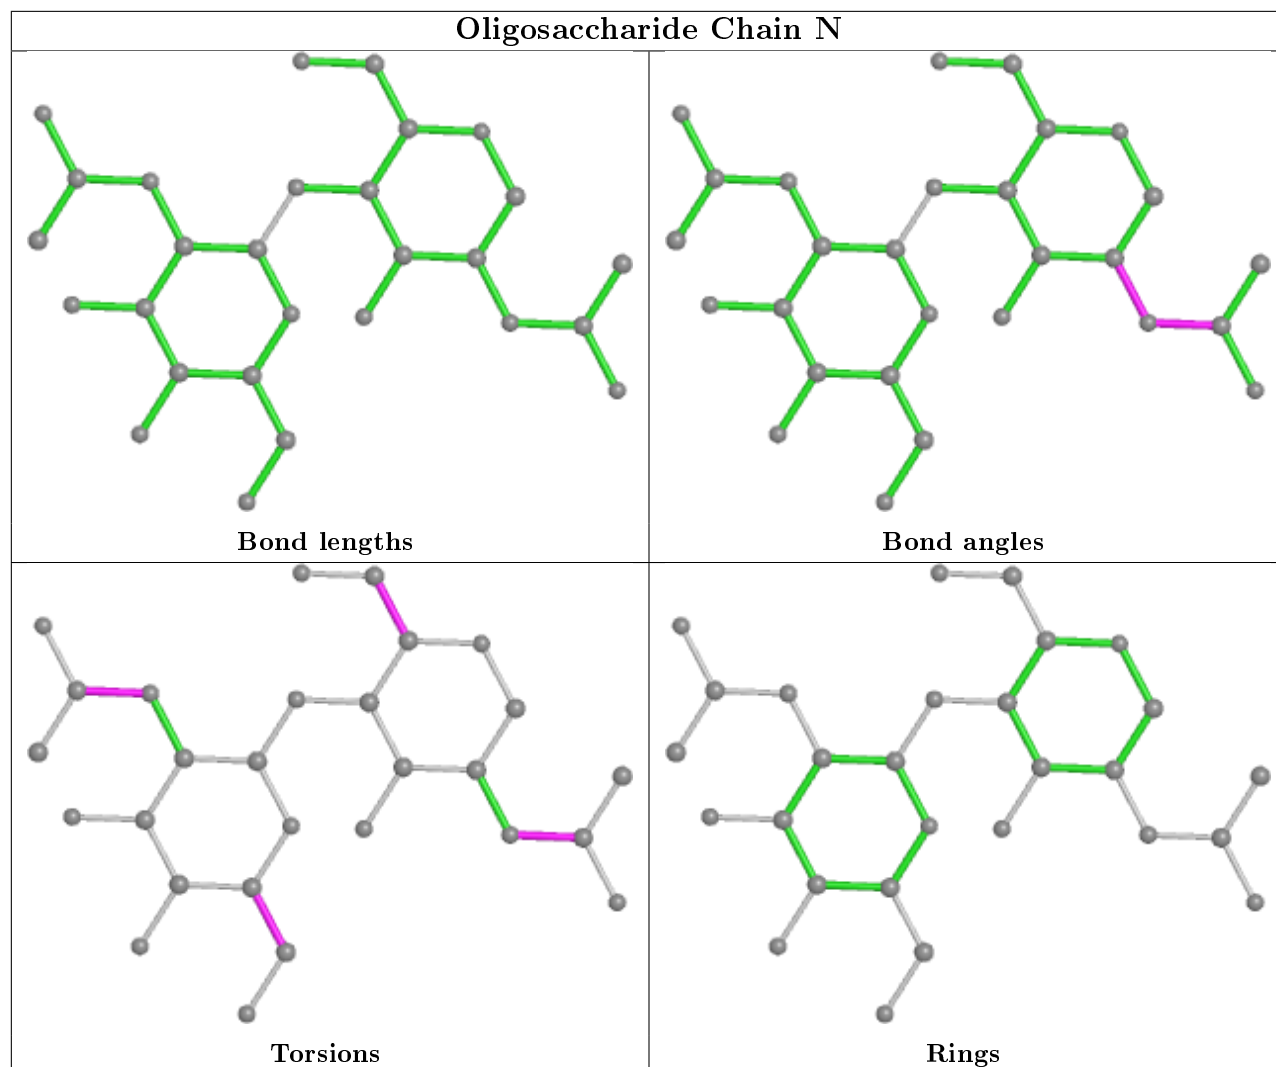 Oligosaccharide Chain N
Bond lengths
Bond angles
Torsions
Rings